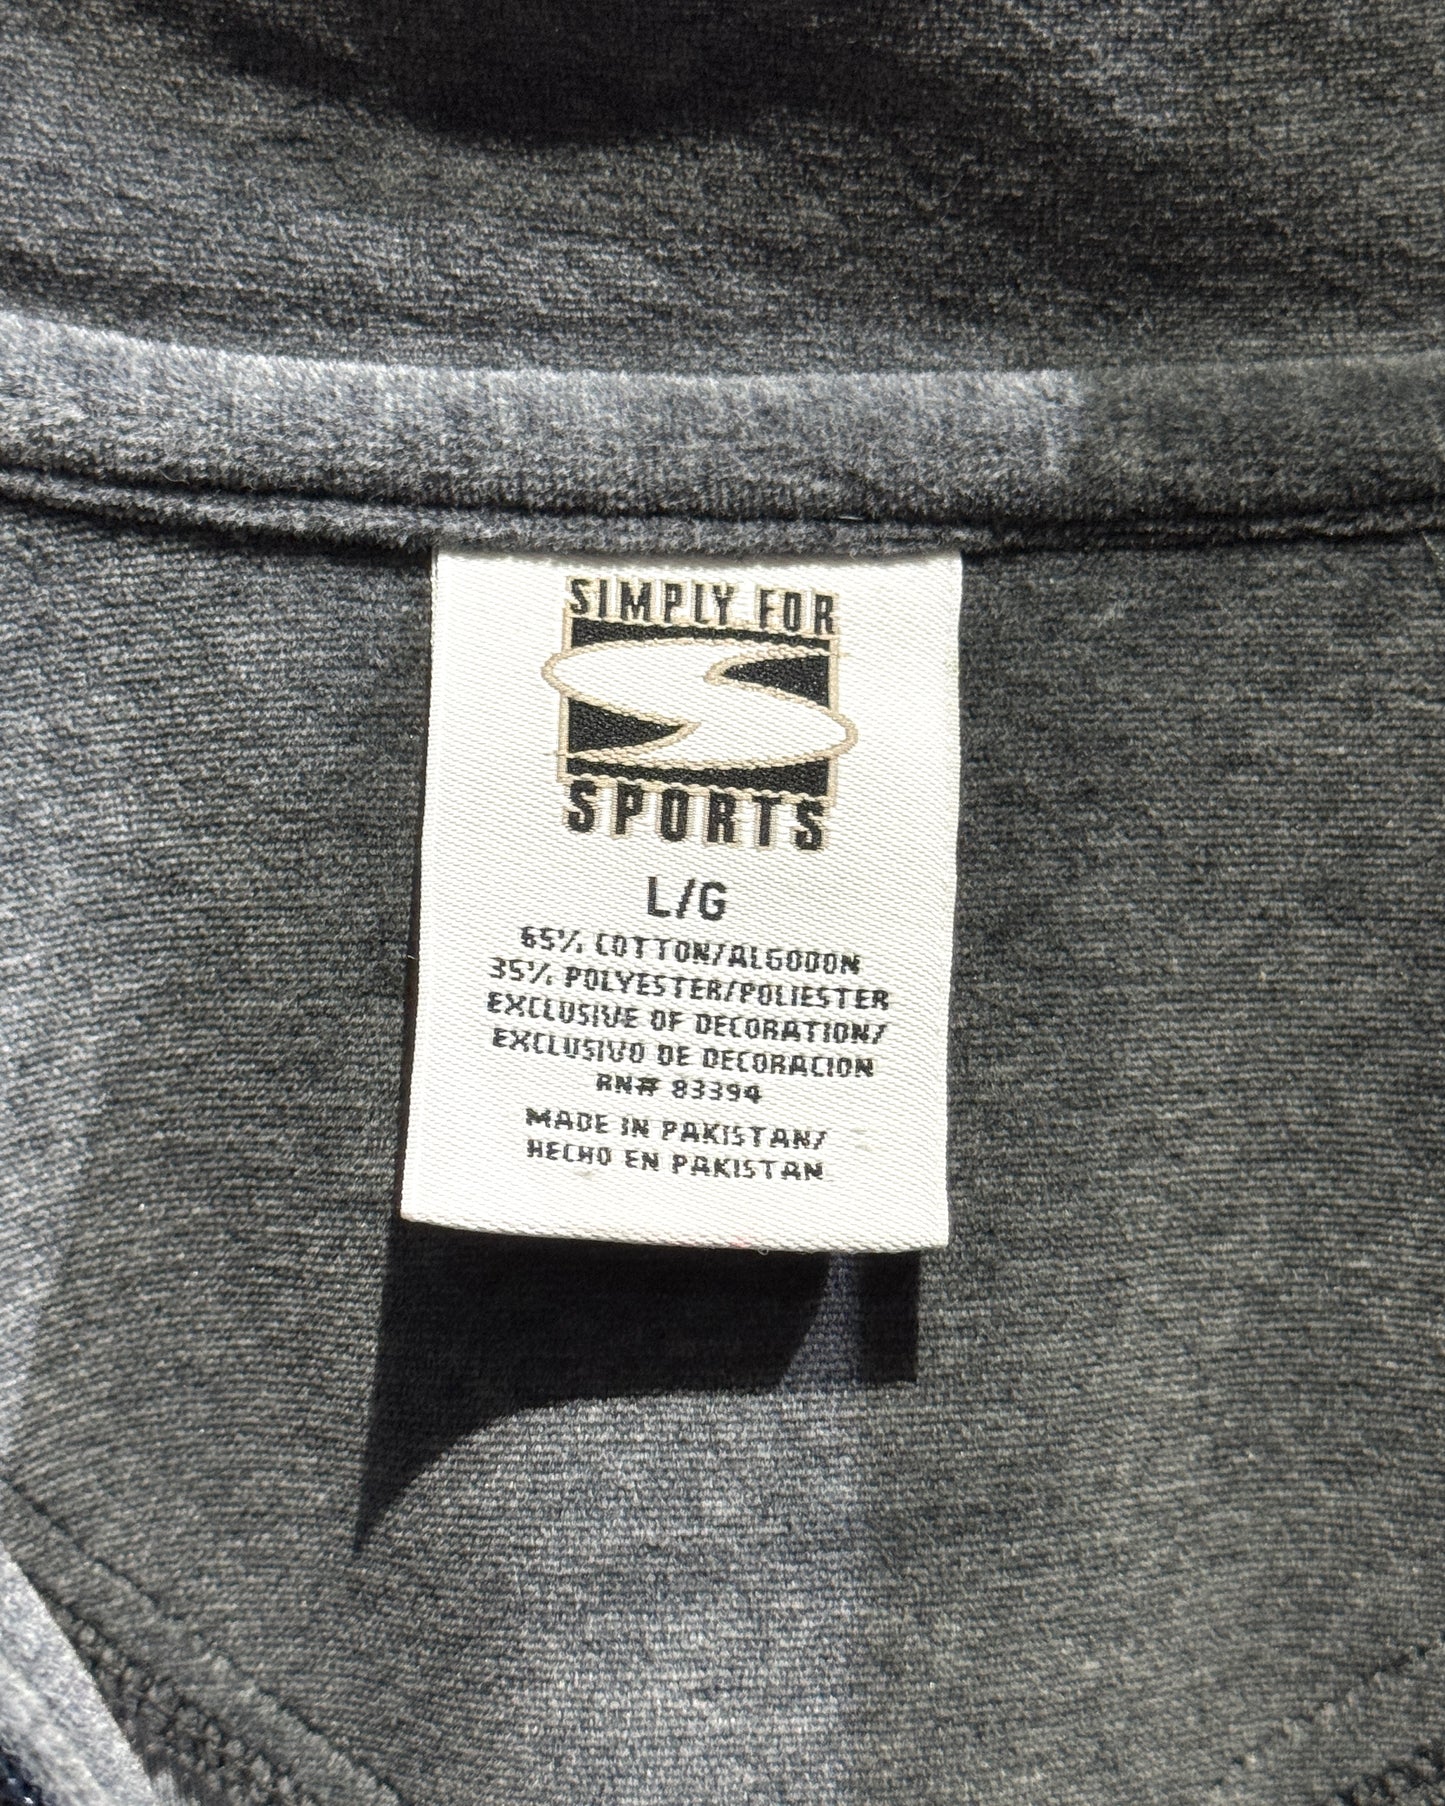 SIMPLY FOR
SPORTS
L/G
65% COTTON/ALGODON
35% POLYESTER/POLIESTER
EXCLUSIVE OF DECORATION/
EXCLUSIVO DE DECORACION
RN# 83394
MADE IN PAKISTAN/
HECHO EN PAKISTAN